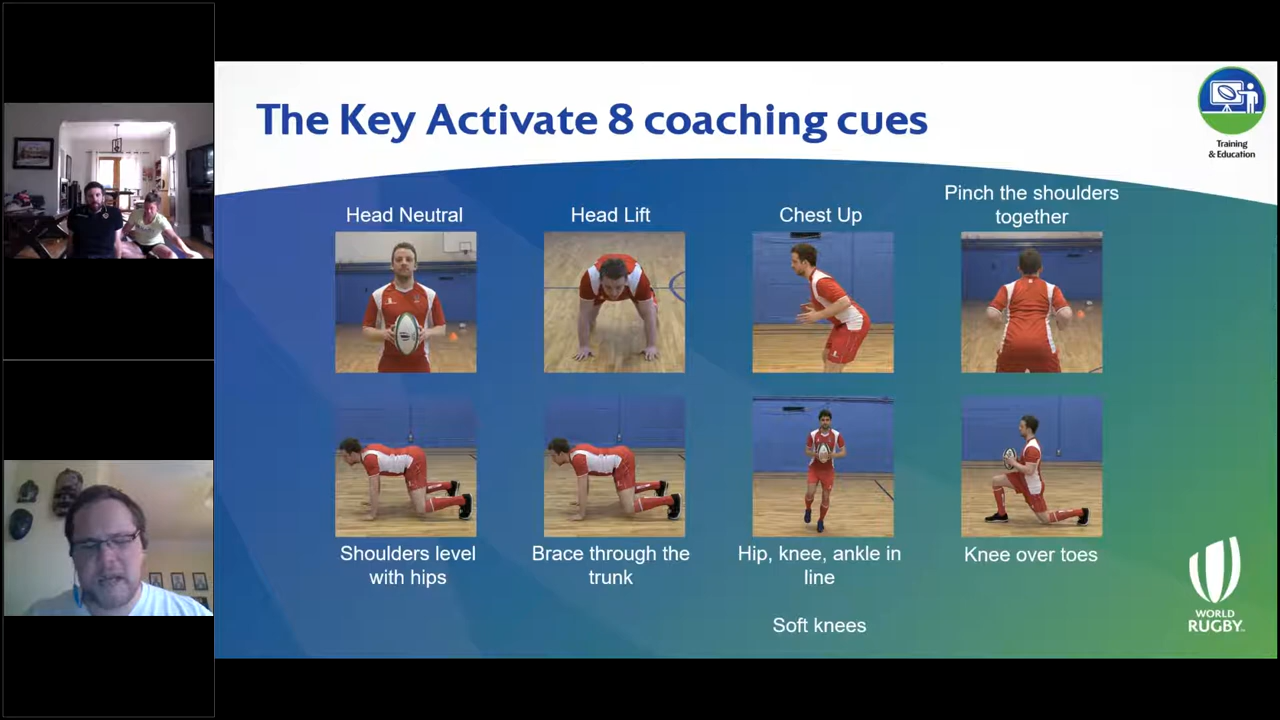 The Key Activate 8 coaching cues
Training
& Education
Head Neutral
Head Lift
Chest Up
Pinch the shoulders
together
Shoulders level
with hips
Brace through the
trunk
Hip, knee, ankle in
line
Knee over toes
Soft knees
WORLD
RUGBY